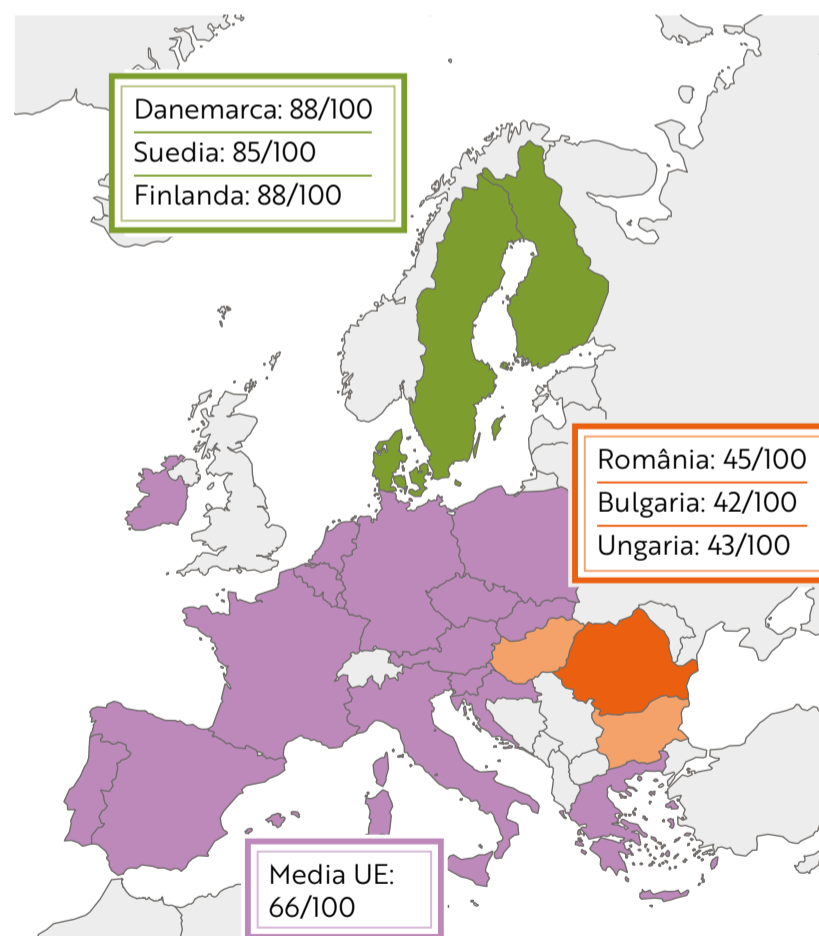 Danemarca: 88/100
Suedia: 85/100
Finlanda: 88/100
România: 45/100
Bulgaria: 42/100
Ungaria: 43/100
Media UE:
66/100